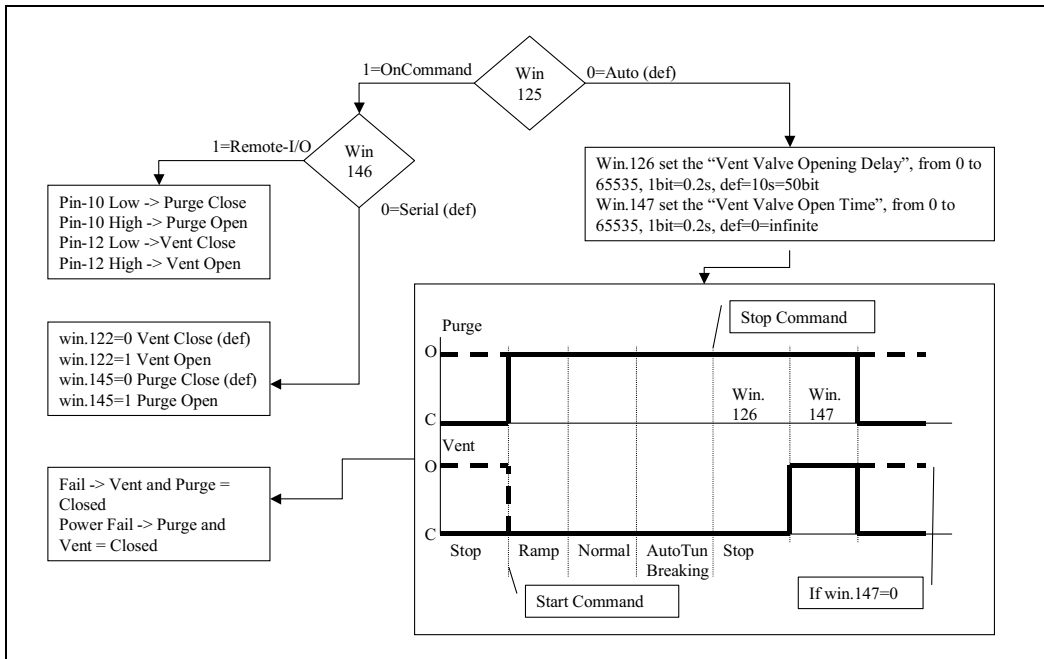 1=OnCommand
Win
125
0=Auto (def)
1=Remote-I/O
Win
146
0=Serial (def)
Pin-10 Low -> Purge Close
Pin-10 High -> Purge Open
Pin-12 Low ->Vent Close
Pin-12 High -> Vent Open
Win.126 set the “Vent Valve Opening Delay”, from 0 to
65535, 1bit=0.2s, def=10s=50bit
Win.147 set the “Vent Valve Open Time”, from 0 to
65535, 1bit=0.2s, def=0=infinite
win.122=0 Vent Close (def)
win.122=1 Vent Open
win.145=0 Purge Close (def)
win.145=1 Purge Open
Fail -> Vent and Purge =
Closed
Power Fail -> Purge and
Vent = Closed
Stop Command
Purge
O
C
Win.
126
Win.
147
Vent
O
C
Stop
Ramp
Normal
AutoTun
Breaking
Stop
Start Command
If win.147=0